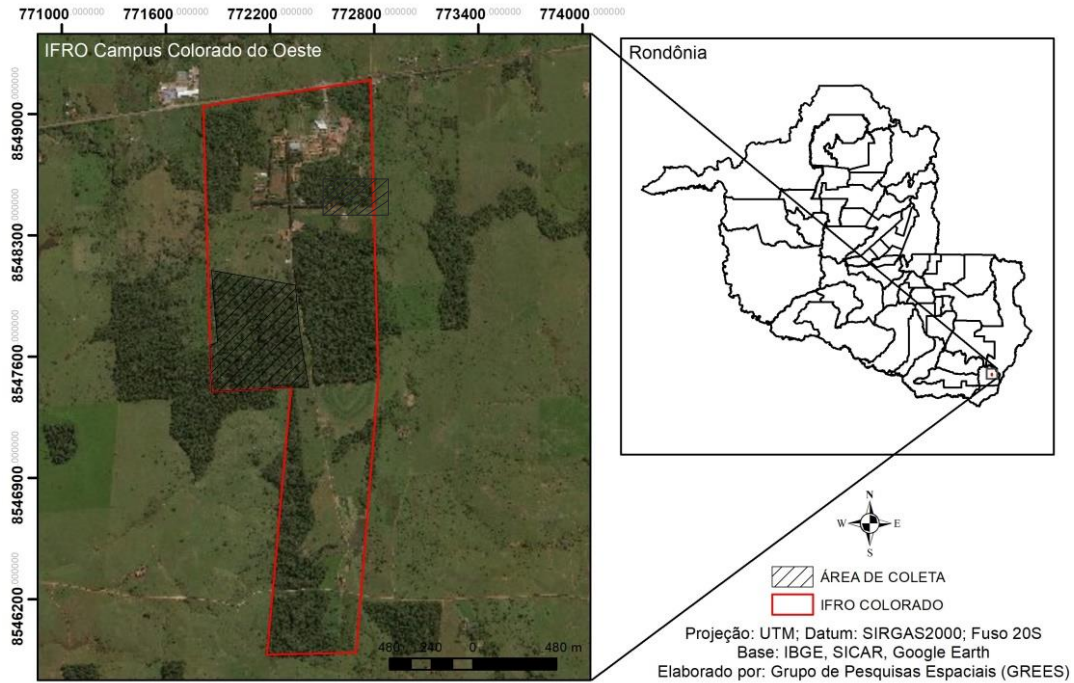 771000,000000 771600,000000 772200,000000 772800,000000 773400,000000 774000,000000
IFRO Campus Colorado do Oeste
Rondônia
8549000,000000
8548300,000000
8547600,000000
8546900,000000
8546200,000000
480 240 0 480 m
N
W E
S
ÁREA DE COLETA
IFRO COLORADO
Projeção: UTM; Datum: SIRGAS2000; Fuso 20S
Base: IBGE, SICAR, Google Earth
Elaborado por: Grupo de Pesquisas Espaciais (GREES)